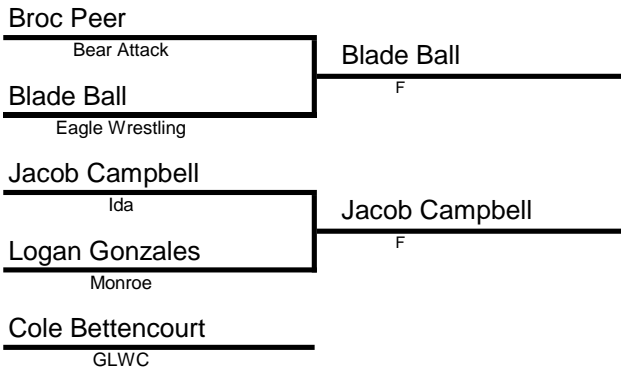 Broc Peer
Bear Attack
Blade Ball
F
Blade Ball
Eagle Wrestling
Jacob Campbell
Ida
Jacob Campbell
F
Logan Gonzales
Monroe
Cole Bettencourt
GLWC